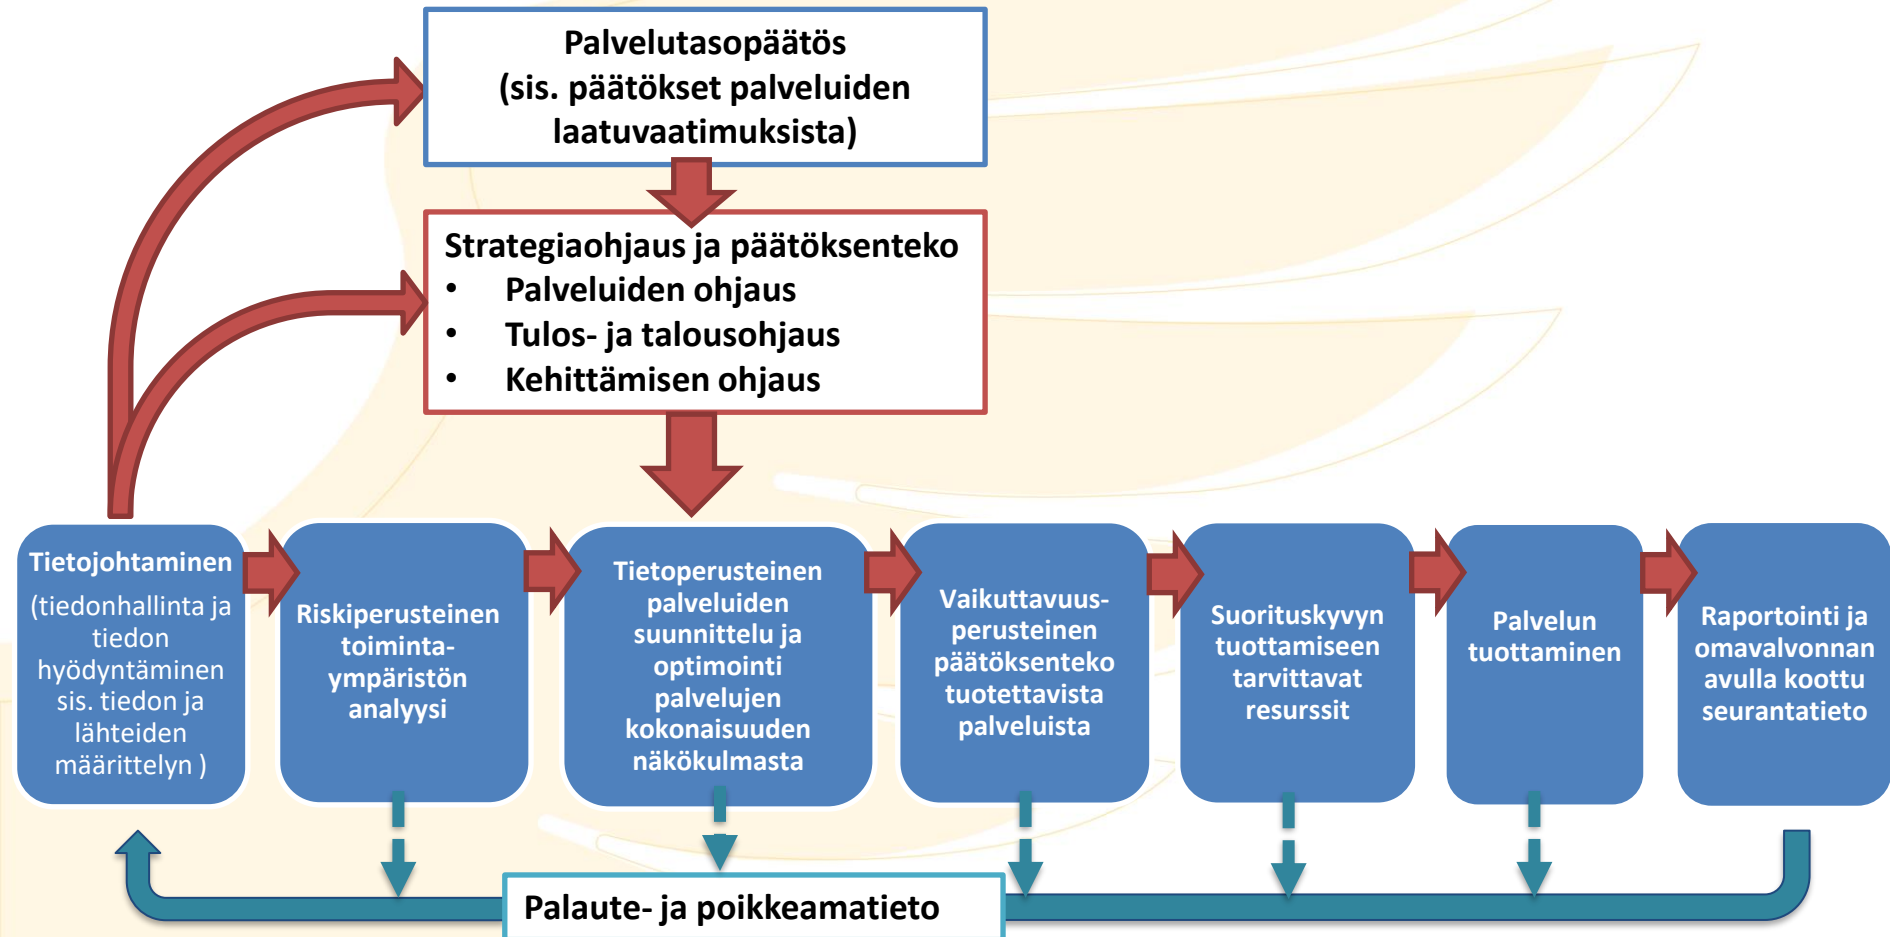 Palvelutasopäätös
(sis. päätökset palveluiden
laatuvaatimuksista)
Strategiaohjaus ja päätöksenteko
• Palveluiden ohjaus
• Tulos- ja talousohjaus
• Kehittämisen ohjaus
Tietojohtaminen
(tiedonhallinta ja
tiedon
hyödyntäminen
sis. tiedon ja
lähteiden
määrittelyn )
Riskiperusteinen
toiminta-
ympäristön
analyysi
Tietoperusteinen
palveluiden
suunnittelu ja
optimointi
palvelujen
kokonaisuuden
näkökulmasta
Vaikuttavuus-
perusteinen
päätöksenteko
tuotettavista
palveluista
Suorituskyvyn
tuottamiseen
tarvittavat
resurssit
Palvelun
tuottaminen
Raportointi ja
omavalvonnan
avulla koottu
seurantatieto
Palaute- ja poikkeamatieto